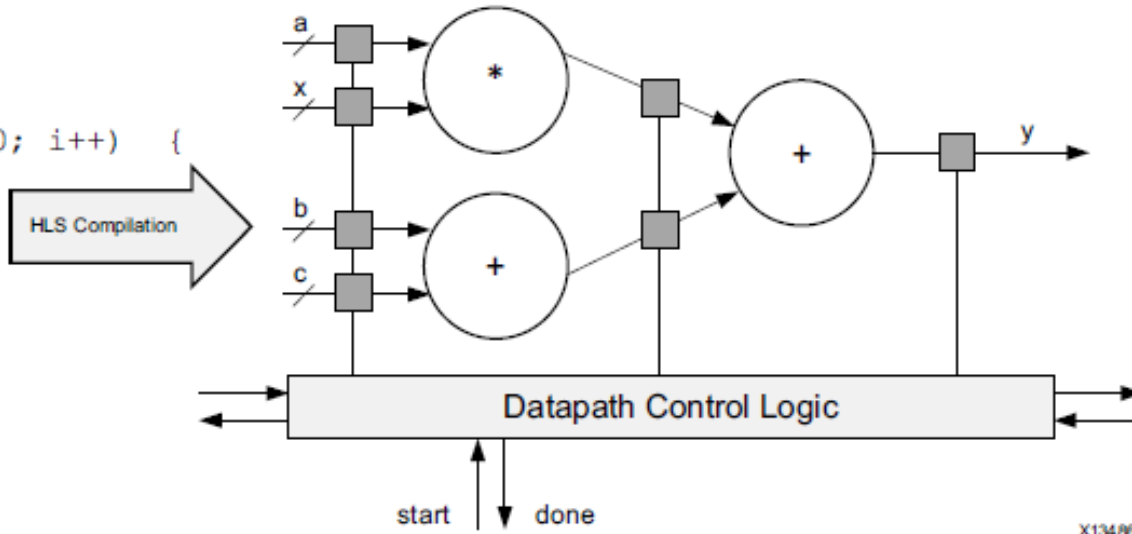 a
*
x
0; i++) {
+
y
HLS Compilation
b
+
c
Datapath Control Logic
start
done